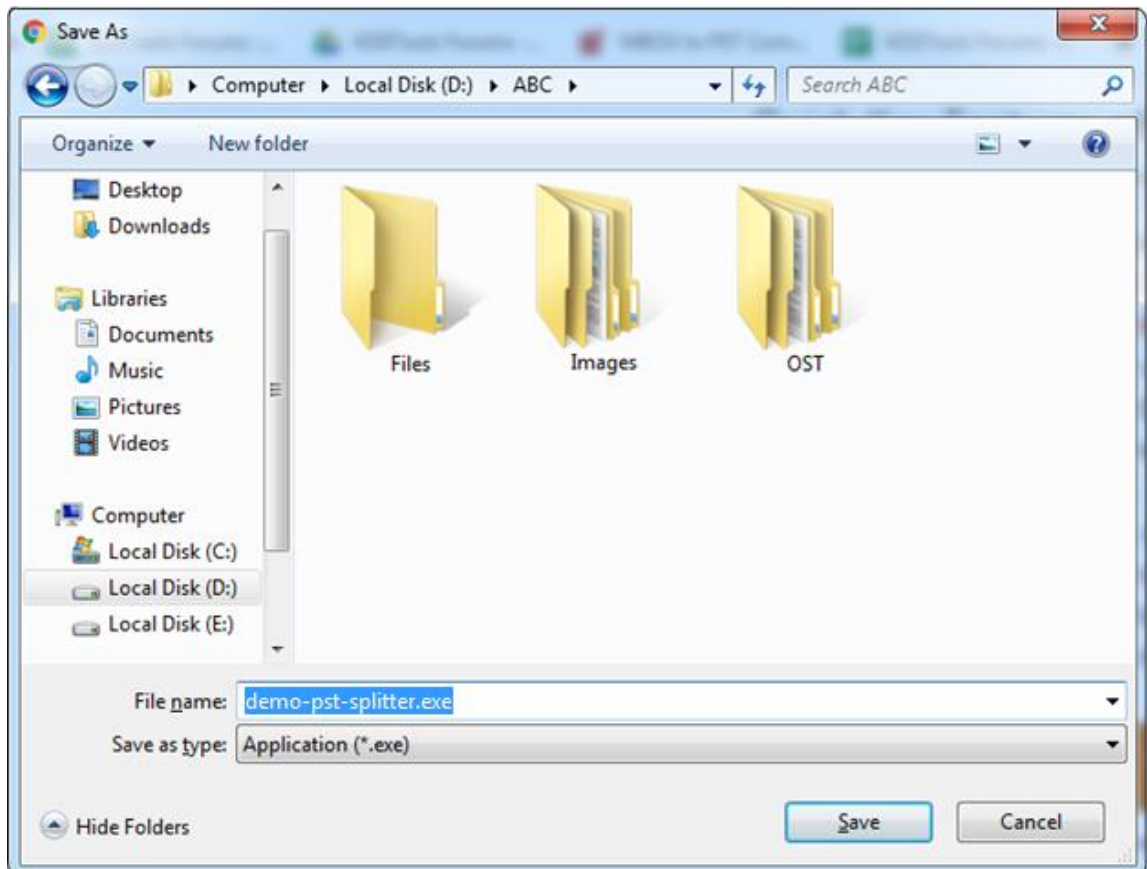 Save As
Computer Local Disk (D:) ABC
Search ABC
Organize New folder
Desktop
Downloads
Libraries
Documents
Music
Pictures
Videos
Computer
Local Disk (C:)
Local Disk (D:)
Local Disk (E:)
Files Images OST
File name: demo-pst-splitter.exe
Save as type: Application (*.exe)
Hide Folders Save Cancel